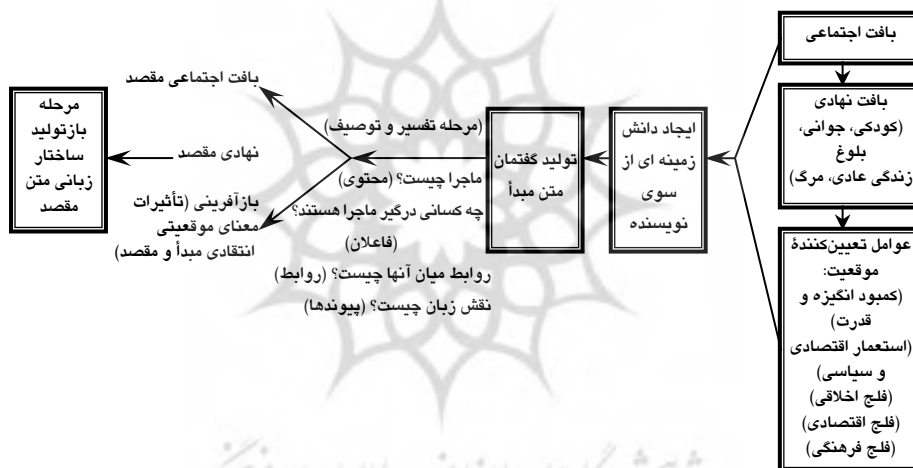 بافت اجتماعی
بافت نهادی
(کودکی، جوانی،
بلوغ
زندگی عادی، مرگ)
عوامل تعیین‌کنندهٔ
موقعیت:
(کمبود انگیزه و
قدرت)
(استعمار اقتصادی
و سیاسی)
(فلج اخلاقی)
(فلج اقتصادی)
(فلج فرهنگی)
ایجاد دانش
زمینه ای از
سوی
نویسنده
تولید گفتمان
متن مبدأ
(مرحله تفسیر و توصیف)
ماجرا چیست؟ (محتوی)
چه کسانی درگیر ماجرا هستند؟
(فاعلان)
روابط میان آنها چیست؟ (روابط)
نقش زبان چیست؟ (پیوندها)
بافت اجتماعی مقصد
نهادی مقصد
بازآفرینی (تأثیرات
معنای موقعیتی
انتقادی مبدأ و مقصد)
مرحله
بازتولید
ساختار
زبانی متن
مقصد